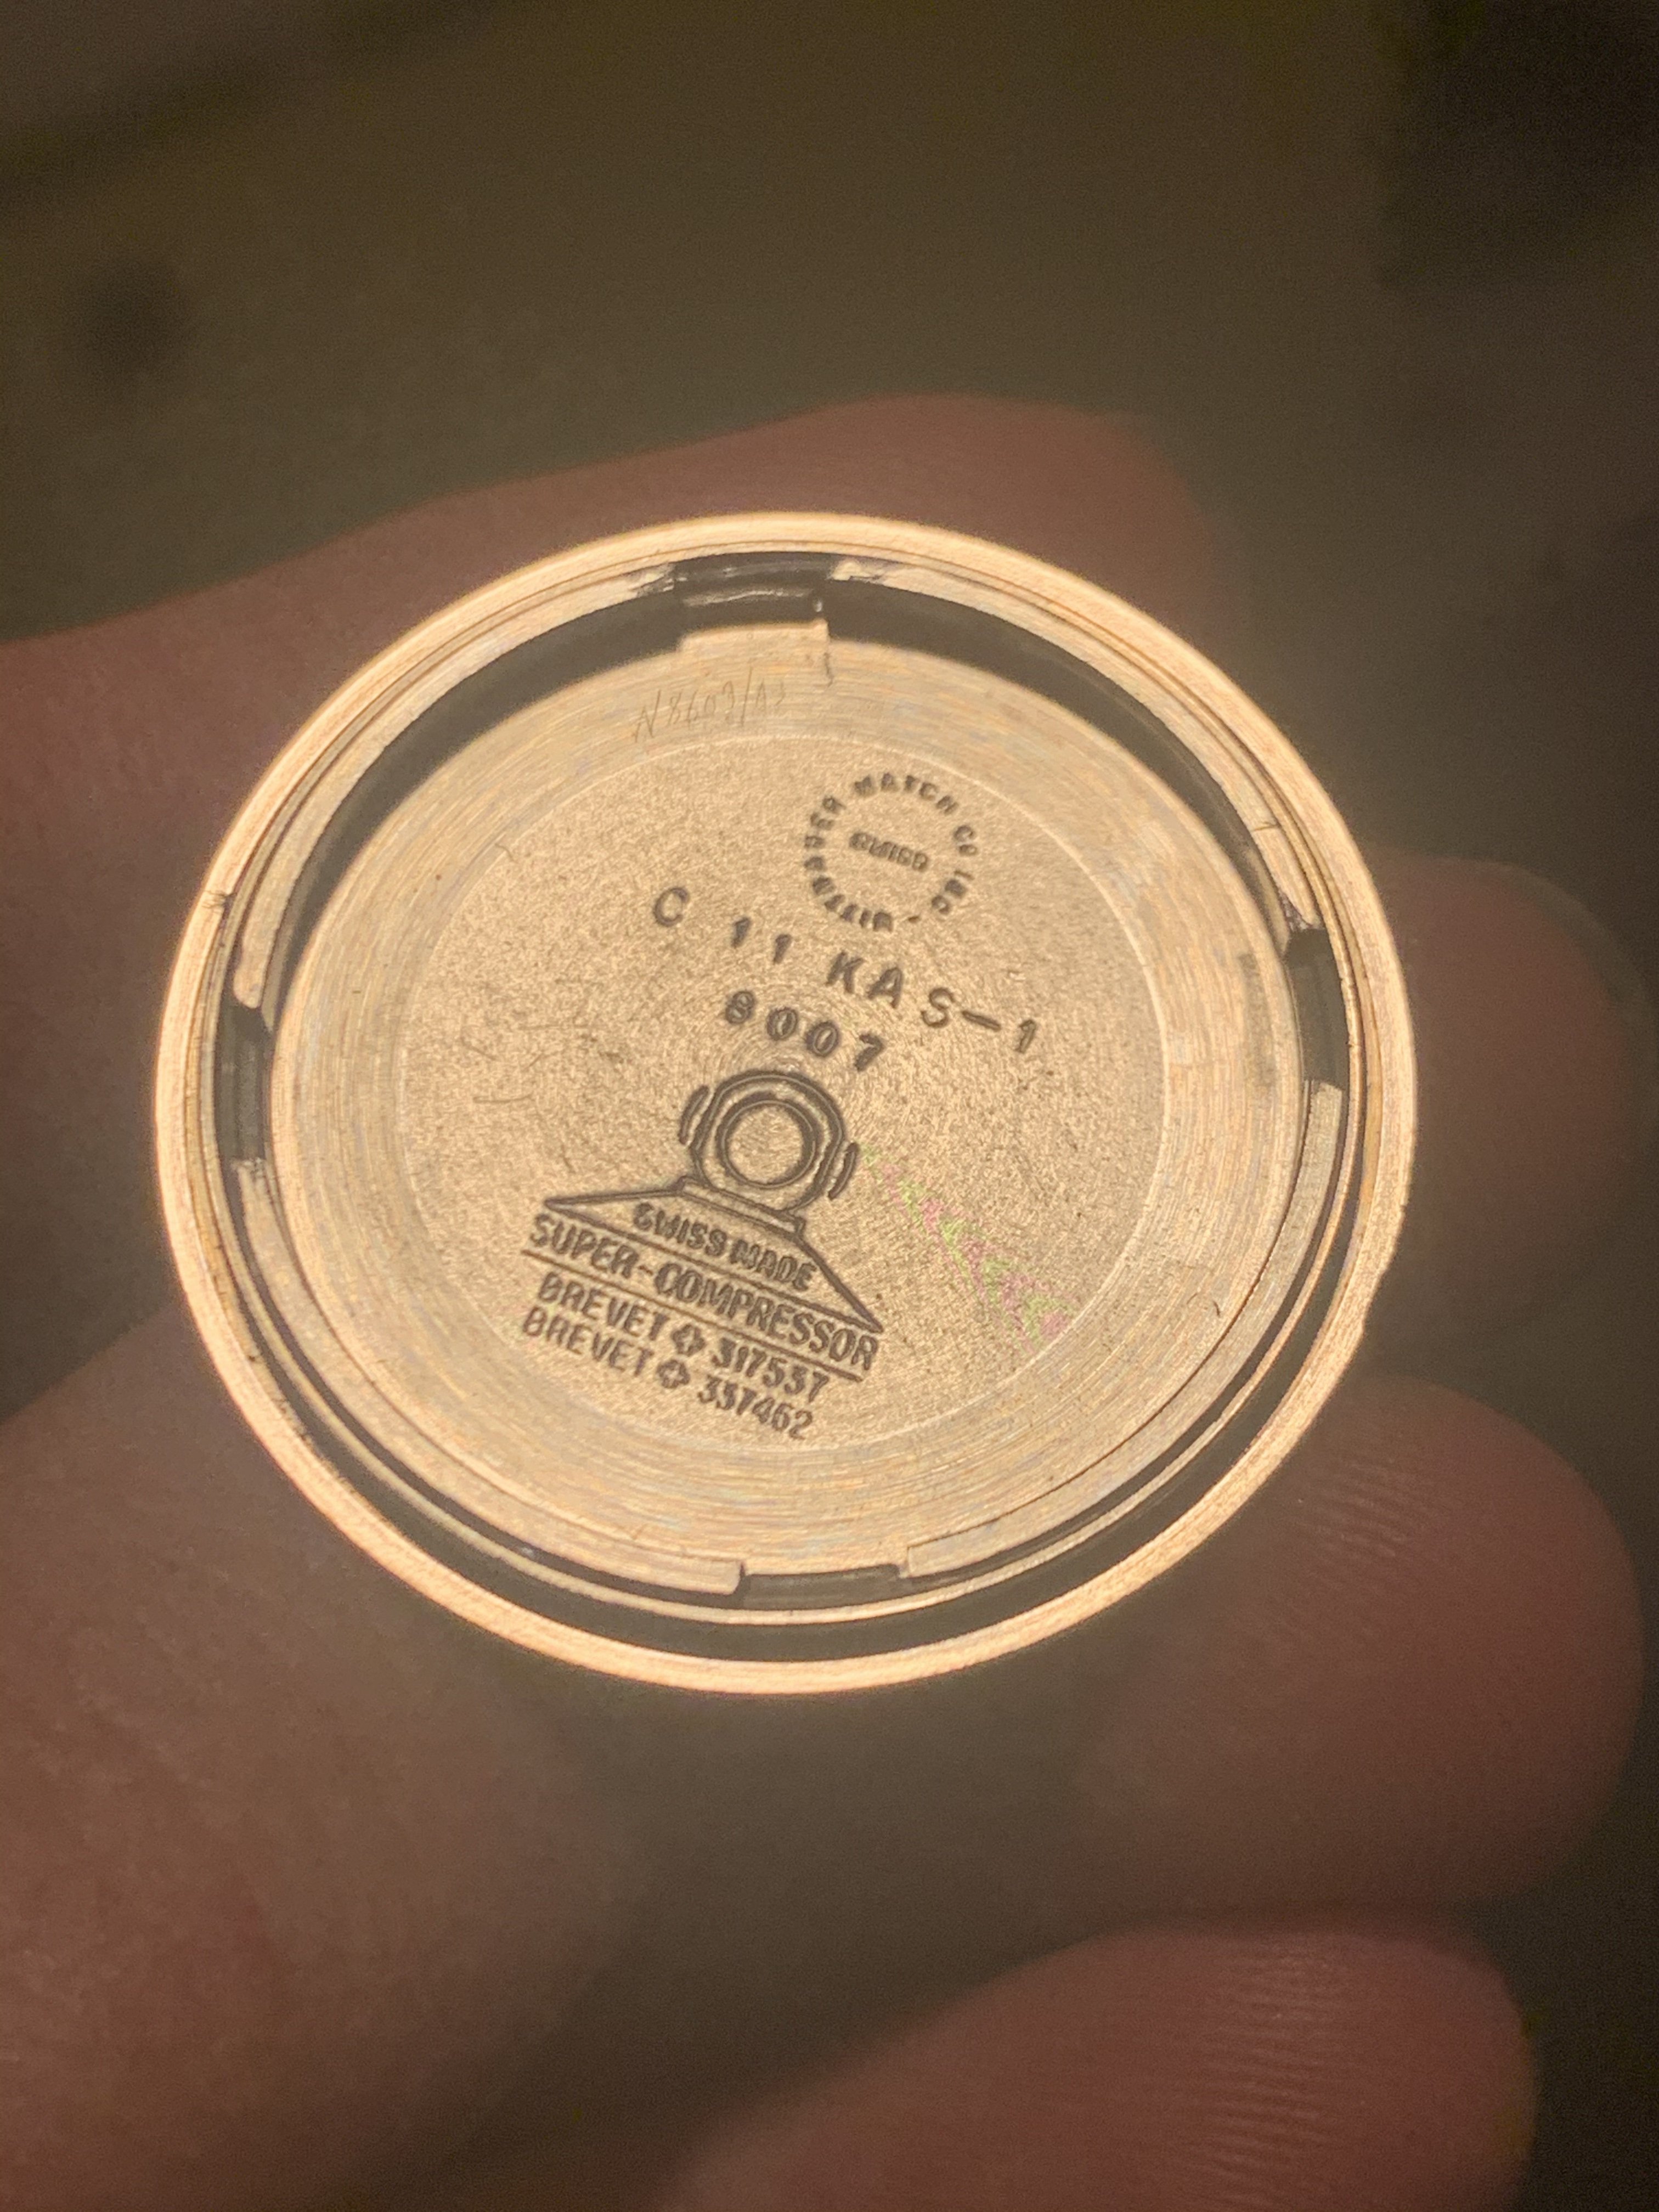 WITTNAUER WATCH Co INC -
SWISS
C 11 KAS-1
8007
SWISS MADE
SUPER-COMPRESSOR
BREVET 317537
BREVET 337462